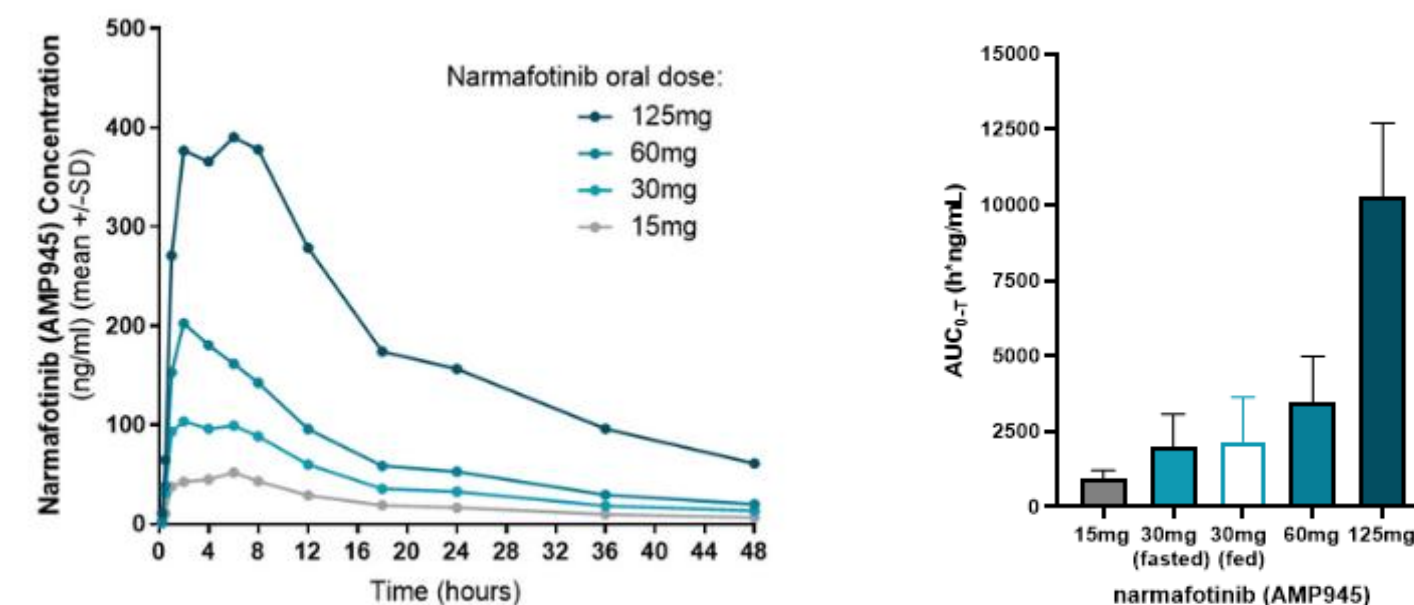 500
400
300
200
100
0
Narmafotinib (AMP945) Concentration
(ng/ml) (mean +/-SD)
Narmafotinib oral dose:
125mg
60mg
30mg
15mg
0 4 8 12 16 20 24 28 32 36 40 44 48
Time (hours)
15000
12500
10000
7500
5000
2500
0
AUC0-T (h*ng/mL)
15mg 30mg 30mg 60mg 125mg
(fasted) (fed)
narmafotinib (AMP945)